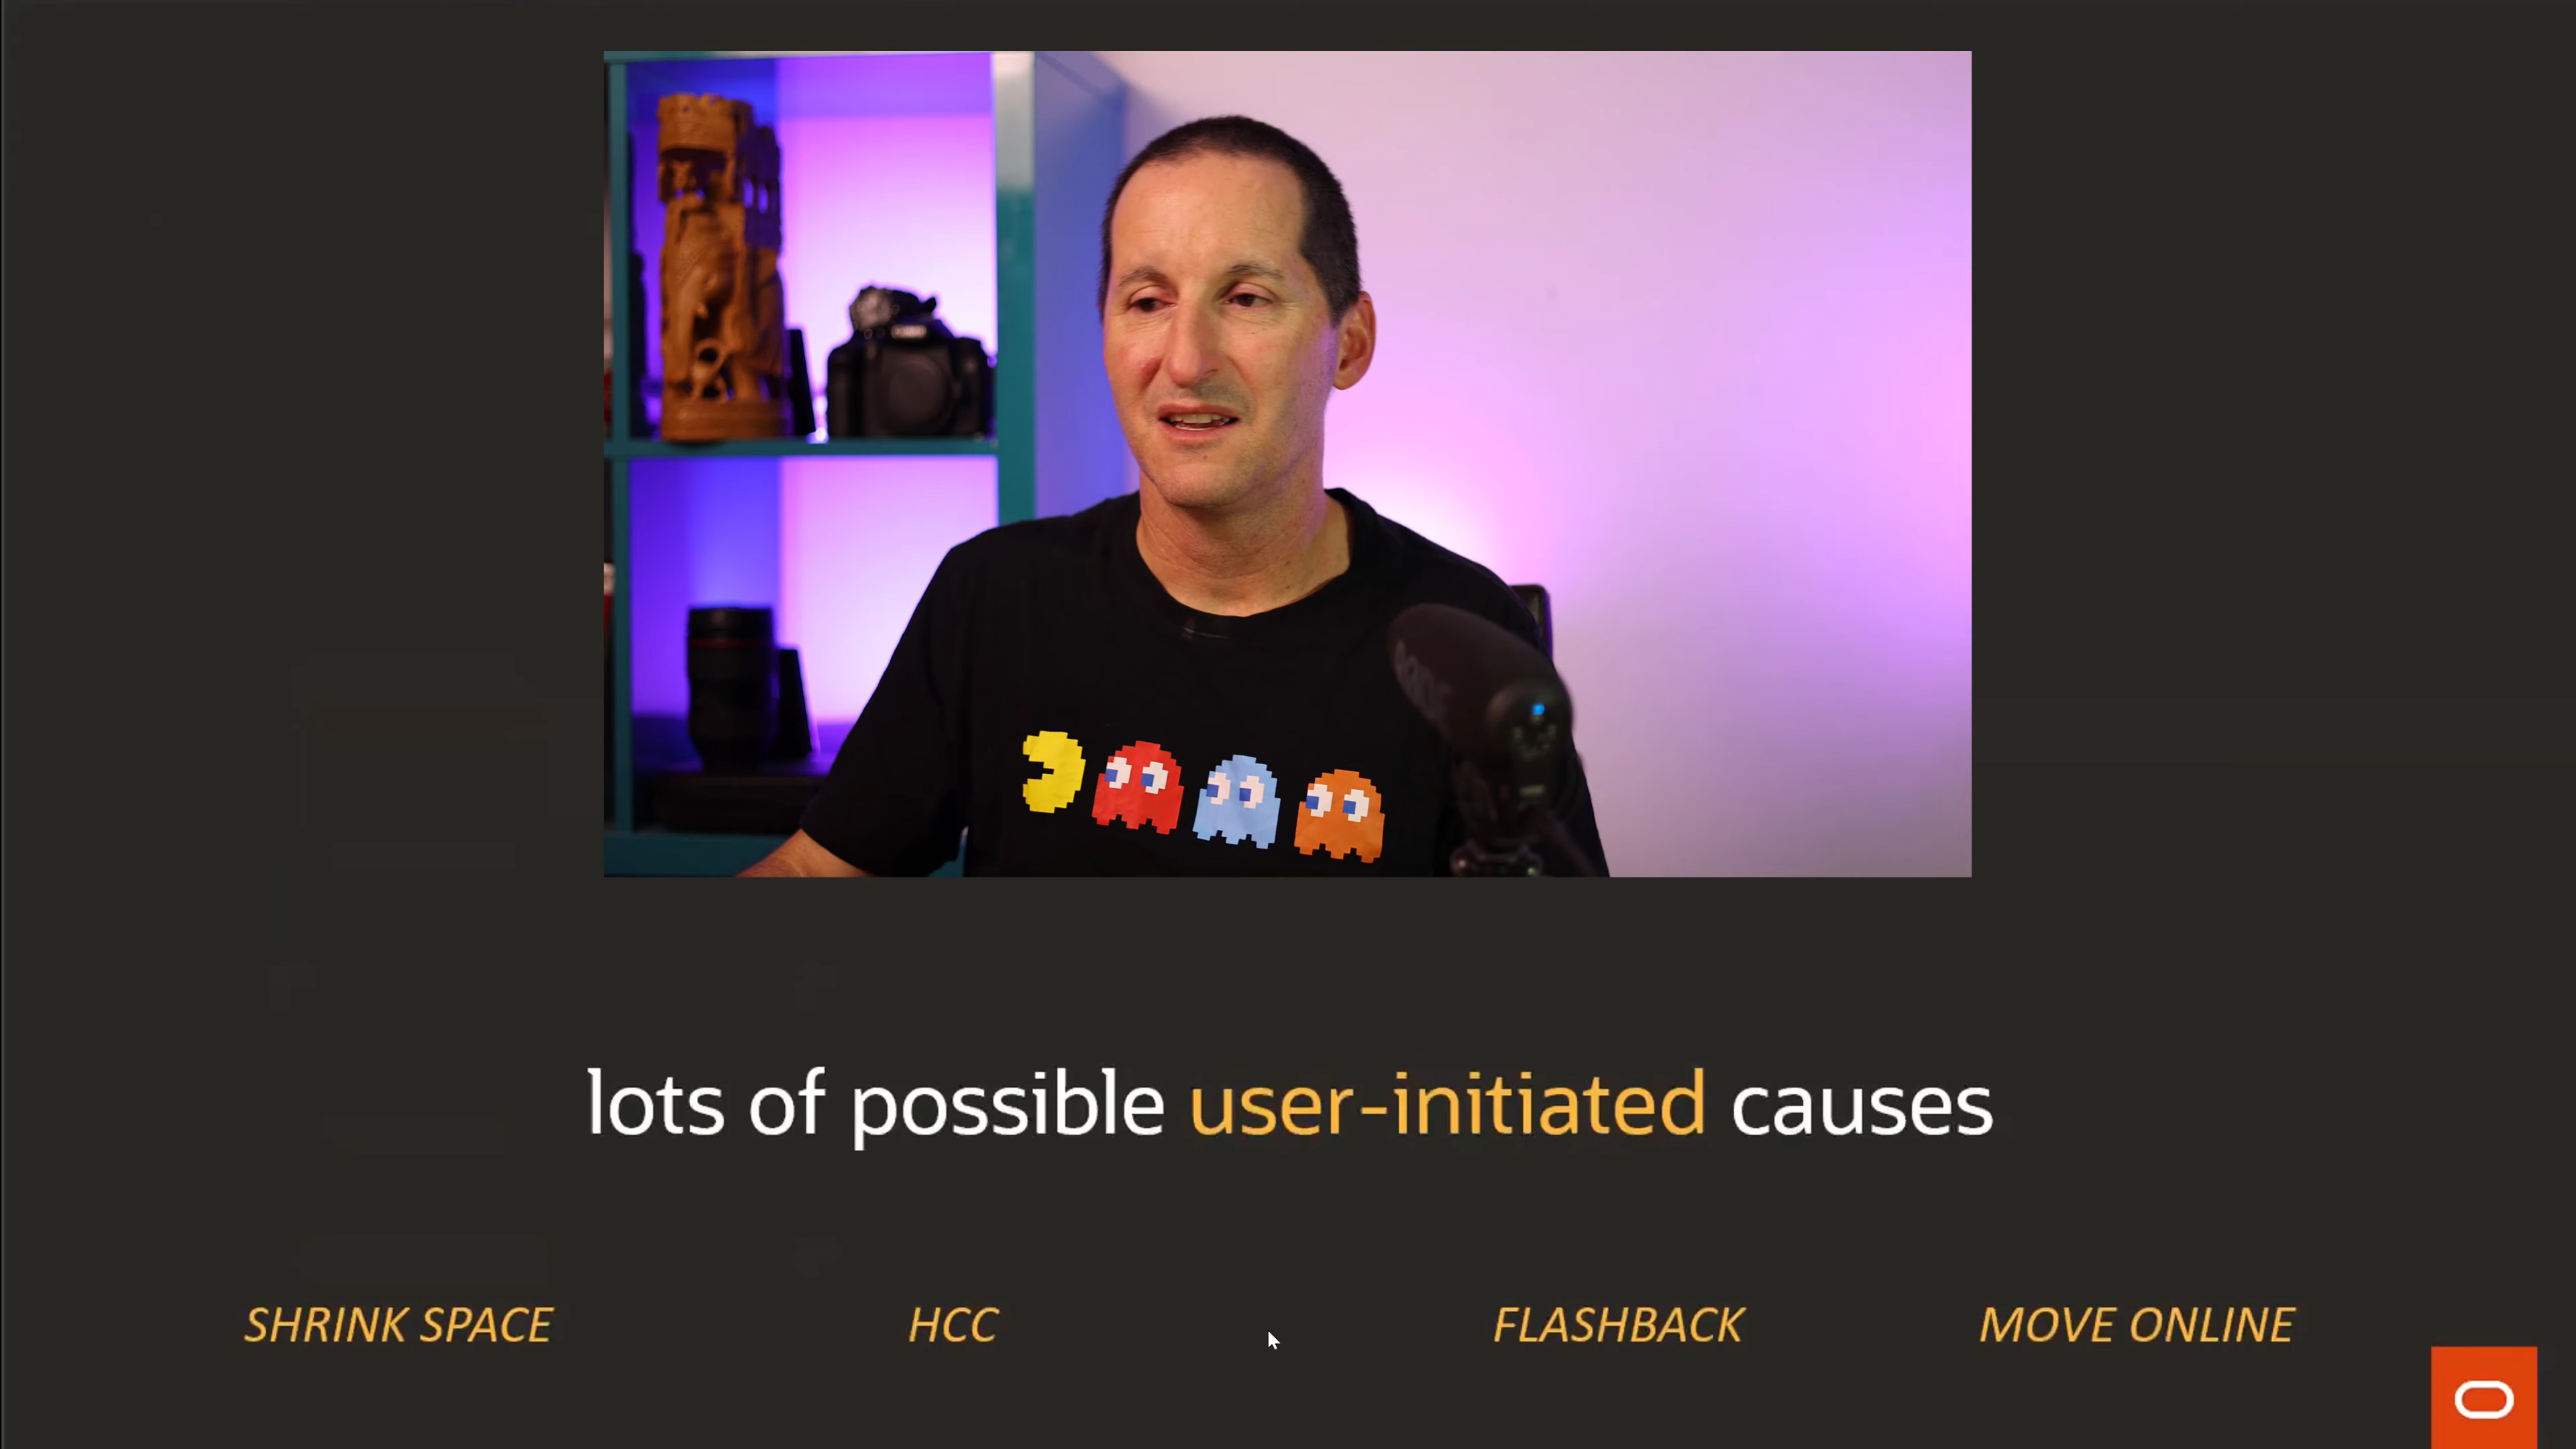 lots of possible user-initiated causes
SHRINK SPACE HCC FLASHBACK MOVE ONLINE